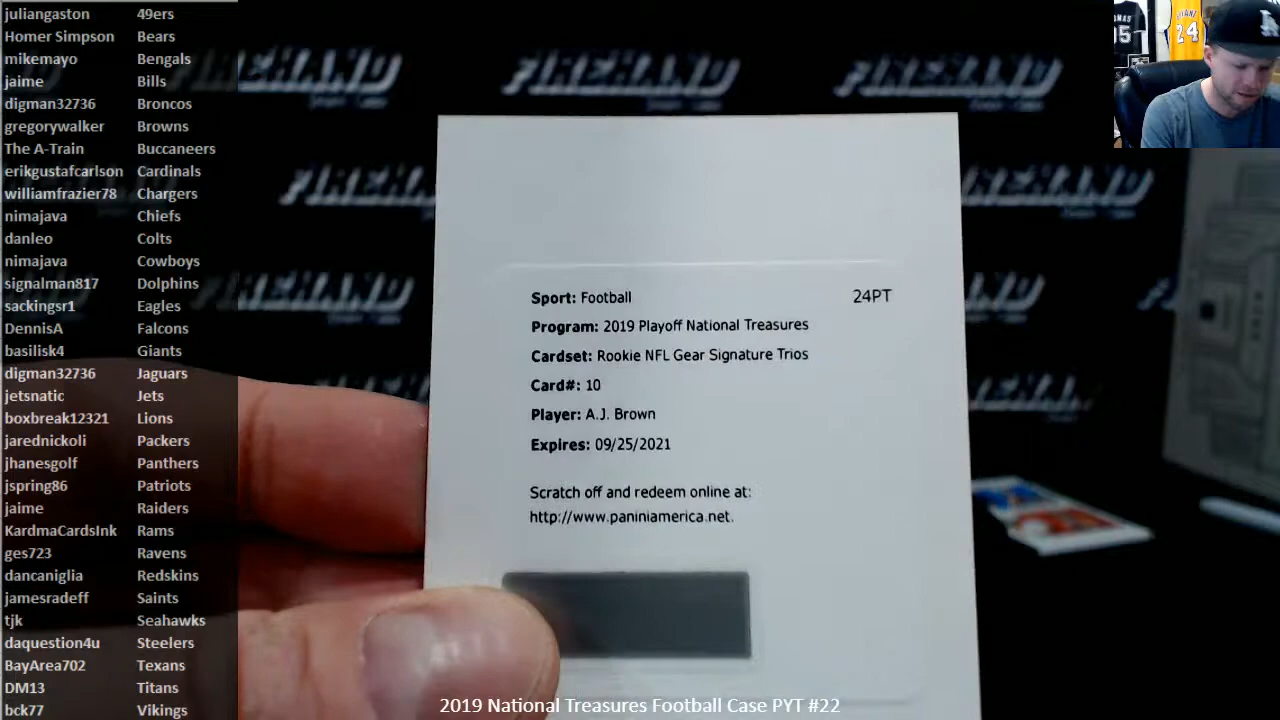 juliangaston 49ers
Homer Simpson Bears
mikemayo Bengals
jaime Bills
digman32736 Broncos
gregorywalker Browns
The A-Train Buccaneers
erikgustafcarlson Cardinals
williamfrazier78 Chargers
nimajava Chiefs
danleo Colts
nimajava Cowboys
signalman817 Dolphins
sackingsr1 Eagles
DennisA Falcons
basilisk4 Giants
digman32736 Jaguars
jetsnatic Jets
boxbreak12321 Lions
jarednickoli Packers
jhanesgolf Panthers
jspring86 Patriots
jaime Raiders
KardmaCardsInk Rams
ges723 Ravens
dancaniglia Redskins
jamesradeff Saints
tjk Seahawks
daquestion4u Steelers
BayArea702 Texans
DM13 Titans
bck77 Vikings
FIREHAND
FIREHAND
Sport: Football 24PT
Program: 2019 Playoff National Treasures
Cardset: Rookie NFL Gear Signature Trios
Card#: 10
Player: A.J. Brown
Expires: 09/25/2021
Scratch off and redeem online at:
http://www.paniniamerica.net.
24
2019 National Treasures Football Case PYT #22